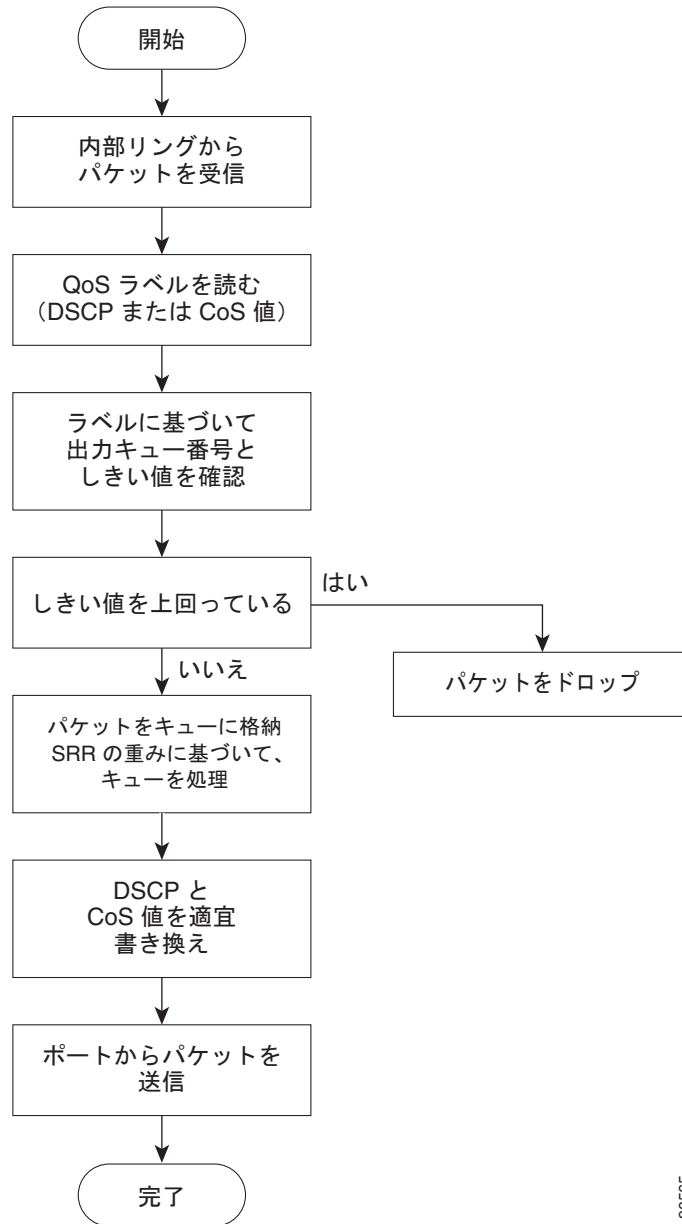 開始
内部リングから
パケットを受信
QoS ラベルを読む
（DSCP または CoS 値）
ラベルに基づいて
出力キュー番号と
しきい値を確認
しきい値を上回っている
はい
いいえ
パケットをドロップ
パケットをキューに格納
SRR の重みに基づいて、
キューを処理
DSCP と
CoS 値を適宜
書き換え
ポートからパケットを
送信
完了